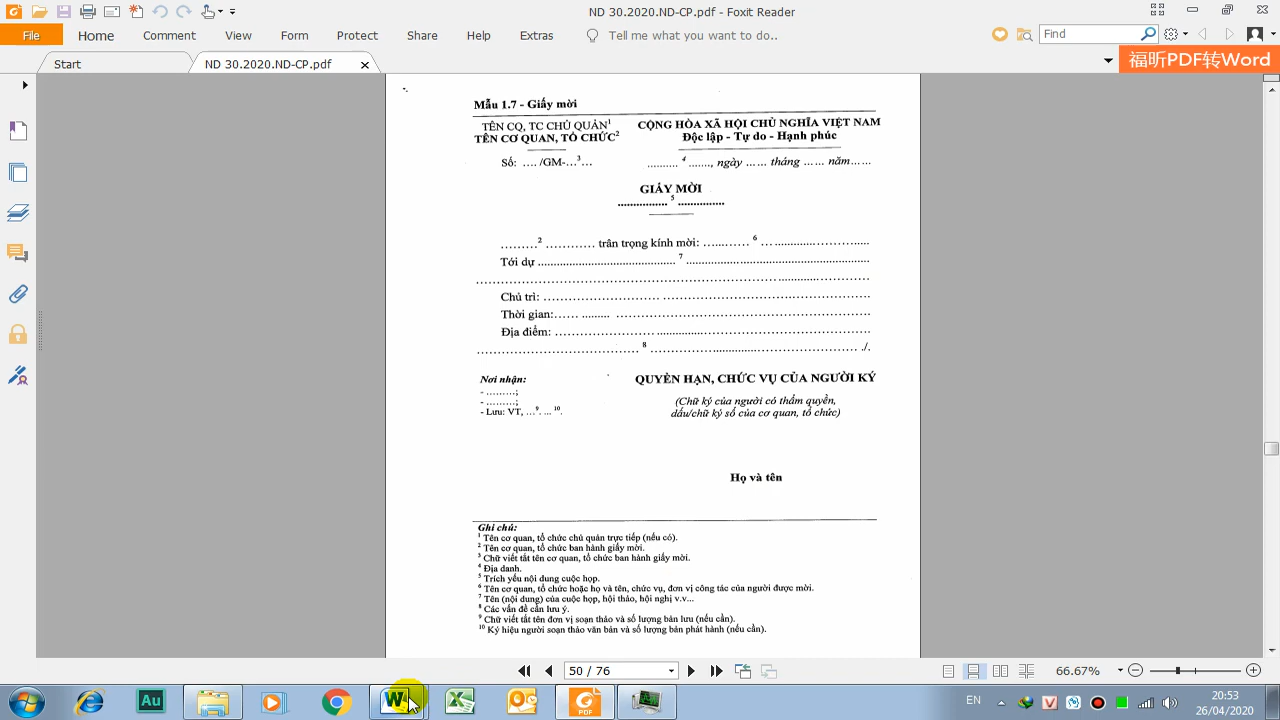 ND 30.2020.ND-CP.pdf - Foxit Reader
File Home Comment View Form Protect Share Help Extras Tell me what you want to do.. Find
Start ND 30.2020.ND-CP.pdf 福昕PDF转Word
Mẫu 1.7 - Giấy mời
TÊN CQ, TC CHỦ QUẢN¹ CỘNG HÒA XÃ HỘI CHỦ NGHĨA VIỆT NAM
TÊN CƠ QUAN, TỔ CHỨC² Độc lập - Tự do - Hạnh phúc
Số: .... /GM-...³... .......... ⁴ ......., ngày ...... tháng ...... năm......
GIẤY MỜI
............... ⁵ ...............
.........² ............ trân trọng kính mời: ........... ⁶ ..............................
Tới dự .......................................... ⁷ ........................................................
........................................................................................................................
Chủ trì: .......................................................................................................
Thời gian:...... ......... .................................................................................
Địa điểm: ....................................................................................................
.................................................. ⁸ ............................................................ ./.
Nơi nhận: QUYỀN HẠN, CHỨC VỤ CỦA NGƯỜI KÝ
- .........; (Chữ ký của người có thẩm quyền,
- .........; dấu/chữ ký số của cơ quan, tổ chức)
- Lưu: VT, ...⁹. ... ¹⁰.
Họ và tên
Ghi chú:
¹ Tên cơ quan, tổ chức chủ quản trực tiếp (nếu có).
² Tên cơ quan, tổ chức ban hành giấy mời.
³ Chữ viết tắt tên cơ quan, tổ chức ban hành giấy mời.
⁴ Địa danh.
⁵ Trích yếu nội dung cuộc họp.
⁶ Tên cơ quan, tổ chức hoặc họ và tên, chức vụ, đơn vị công tác của người được mời.
⁷ Tên (nội dung) của cuộc họp, hội thảo, hội nghị v.v...
⁸ Các vấn đề cần lưu ý.
⁹ Chữ viết tắt tên đơn vị soạn thảo và số lượng bản lưu (nếu cần).
¹⁰ Ký hiệu người soạn thảo văn bản và số lượng bản phát hành (nếu cần).
50 / 76 66.67%
Au W PDF EN V 20:53
26/04/2020